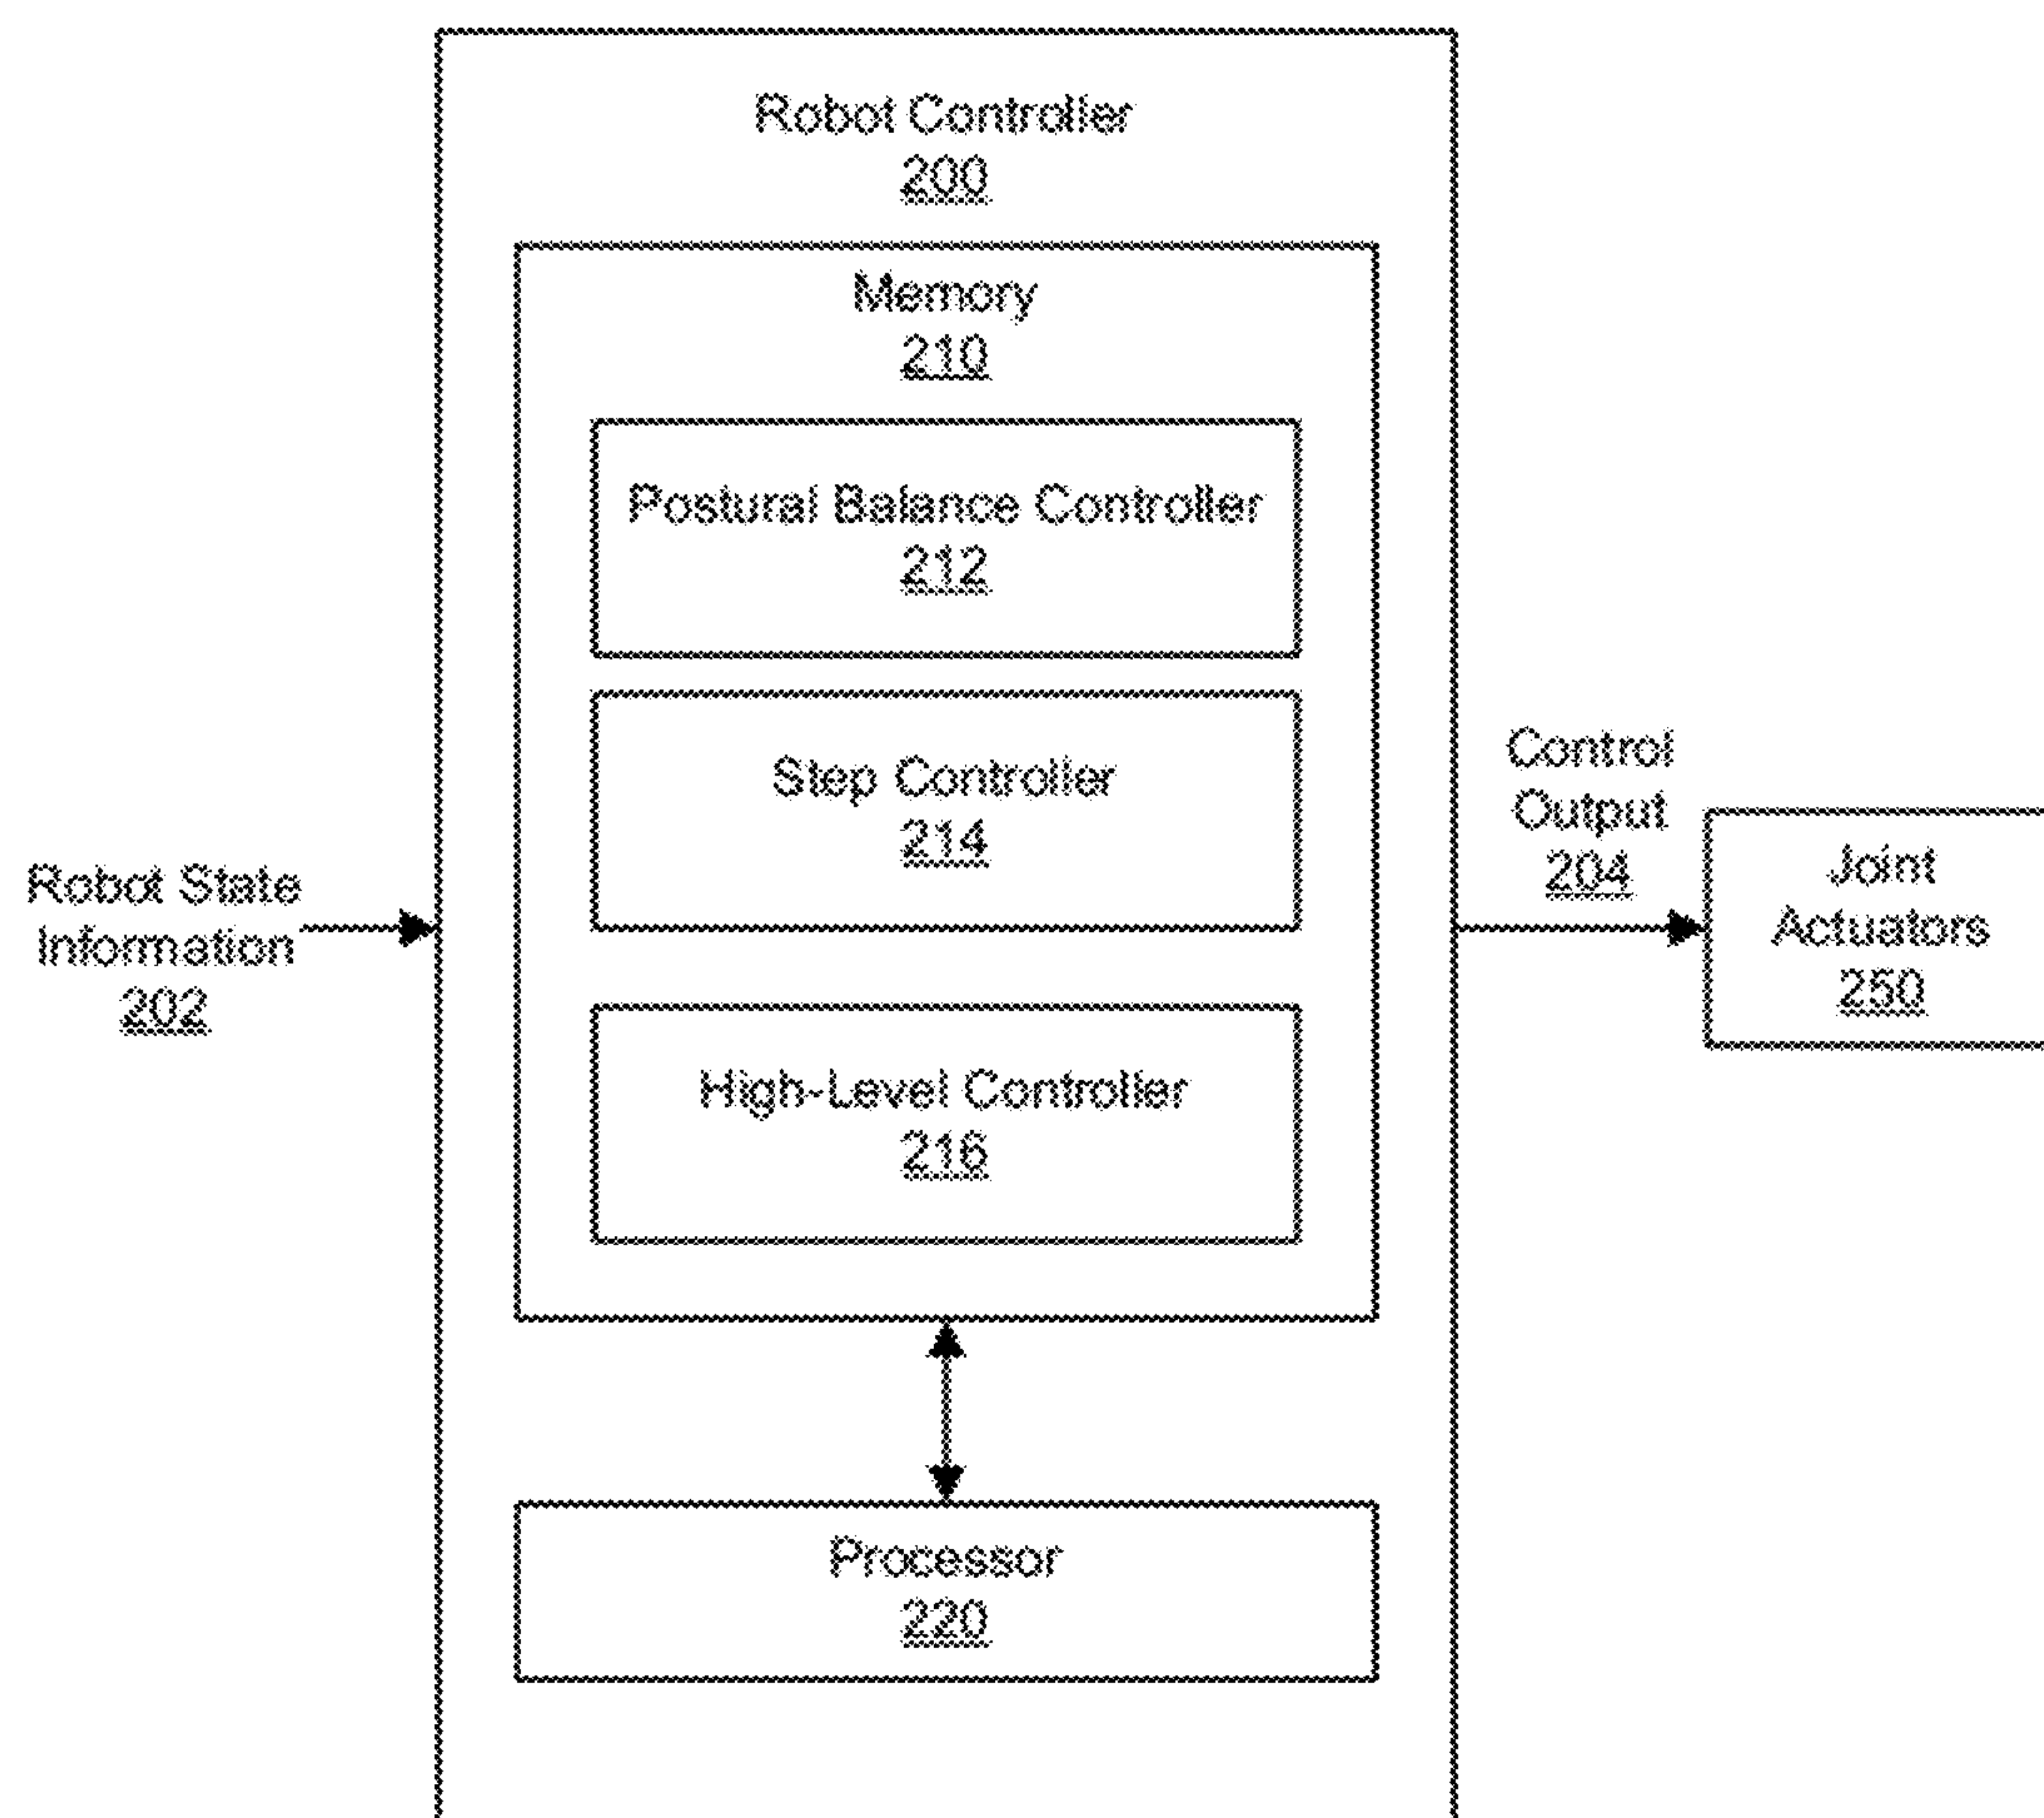 Robot Controller
200
Memory
210
Postural Balance Controller
212
Step Controller
214
High-Level Controller
216
Processor
220
Robot State
Information
202
Control
Output
204
Joint
Actuators
250